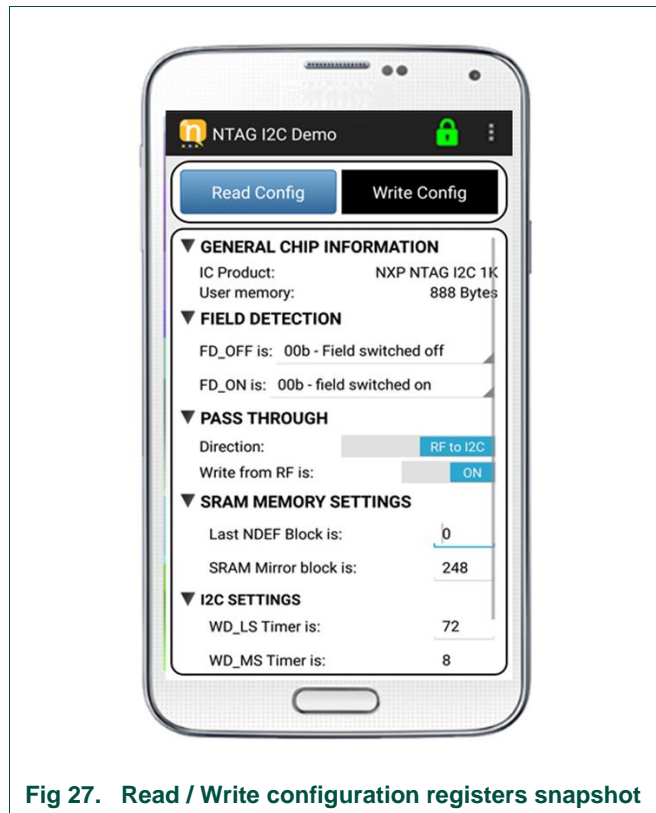 NTAG I2C Demo
Read Config Write Config
GENERAL CHIP INFORMATION
IC Product: NXP NTAG I2C 1K
User memory: 888 Bytes
FIELD DETECTION
FD_OFF is: 00b - Field switched off
FD_ON is: 00b - field switched on
PASS THROUGH
Direction: RF to I2C
Write from RF is: ON
SRAM MEMORY SETTINGS
Last NDEF Block is: 0
SRAM Mirror block is: 248
I2C SETTINGS
WD_LS Timer is: 72
WD_MS Timer is: 8
Fig 27. Read / Write configuration registers snapshot